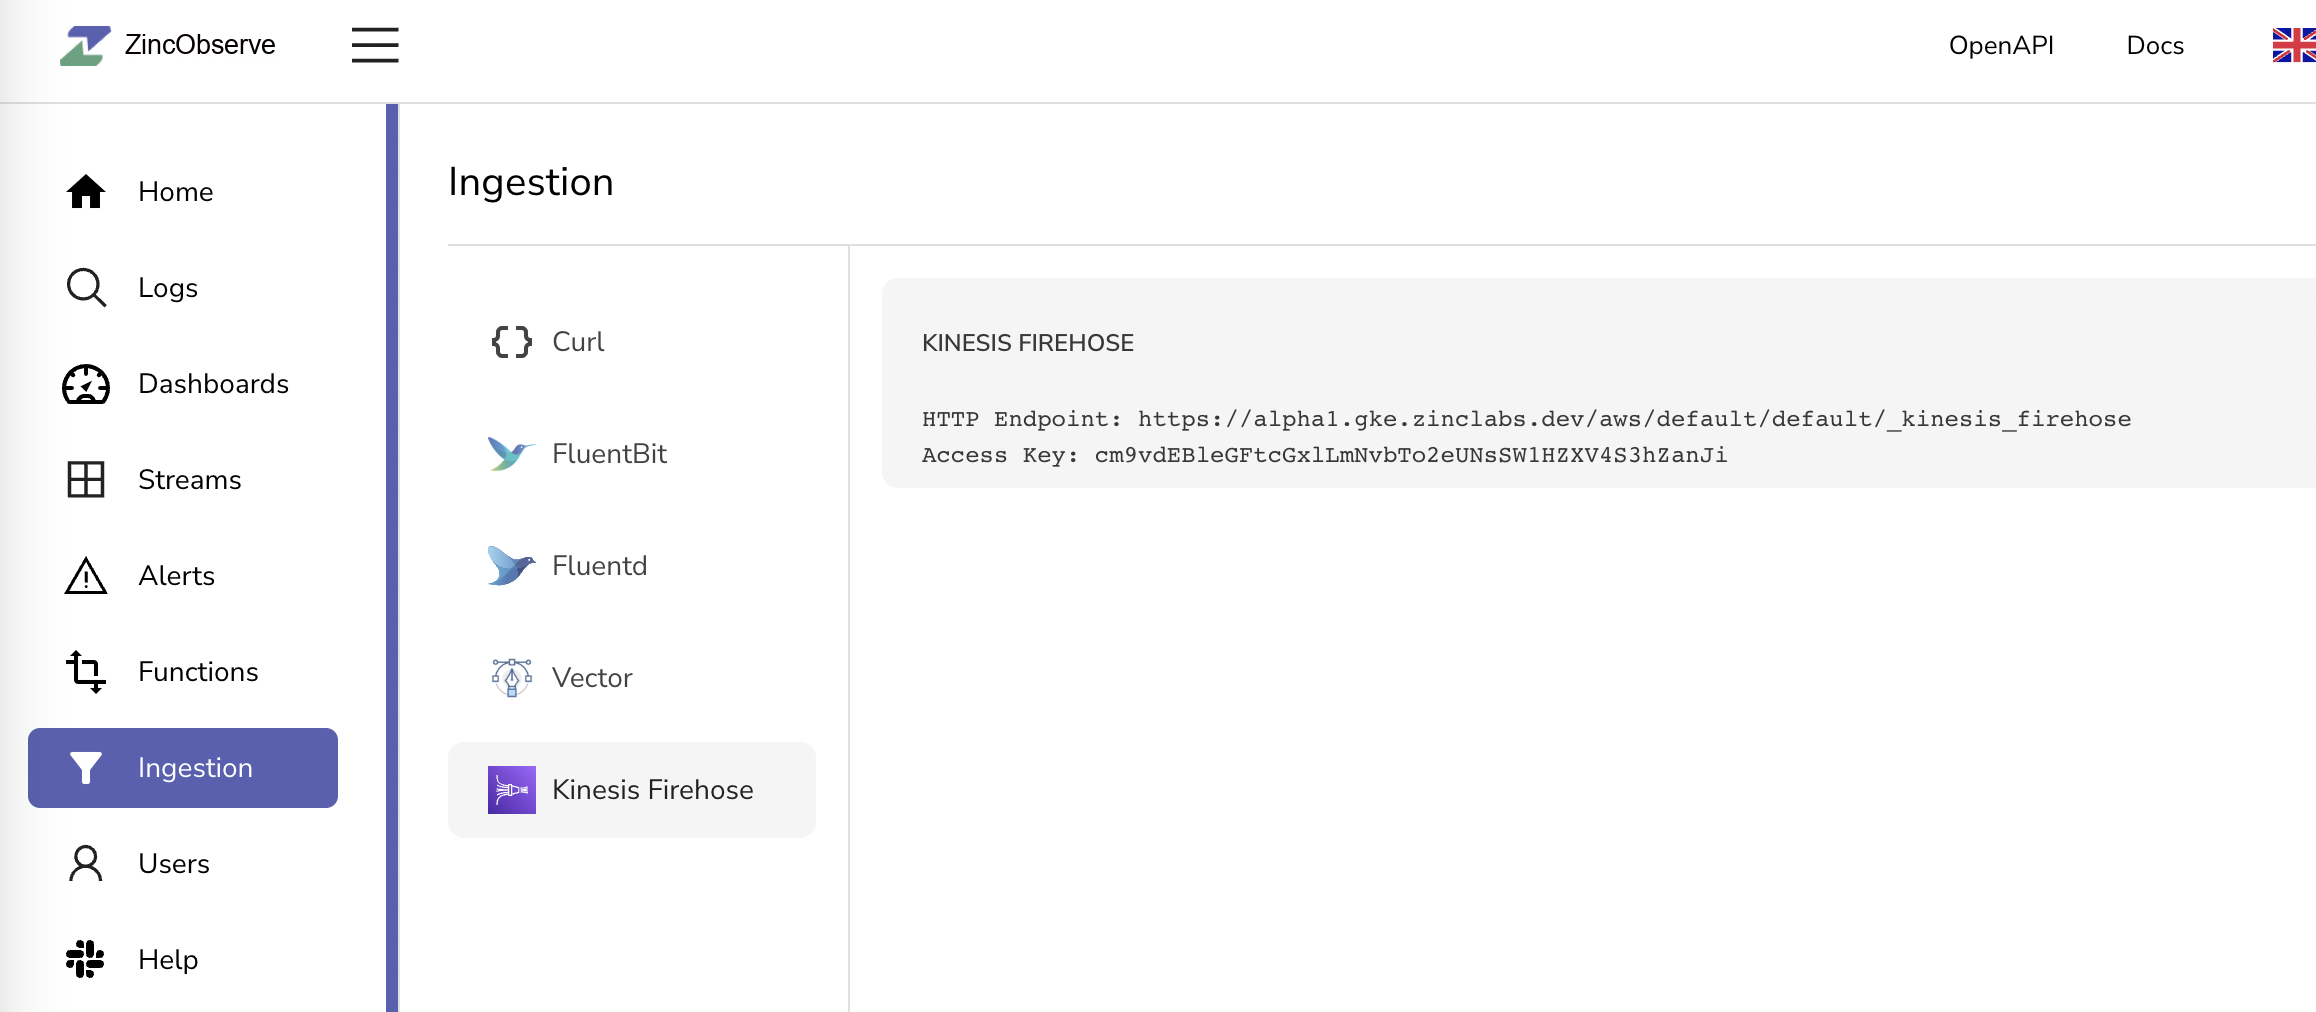 ZincObserve
OpenAPI
Docs
Home
Logs
Dashboards
Streams
Alerts
Functions
Ingestion
Users
Help
Ingestion
Curl
FluentBit
Fluentd
Vector
Kinesis Firehose
KINESIS FIREHOSE
HTTP Endpoint: https://alpha1.gke.zinclabs.dev/aws/default/default/_kinesis_firehose
Access Key: cm9vdEBleGFtcGxlLmNvbTo2eUNsSW1HZXV4S3hZanJi